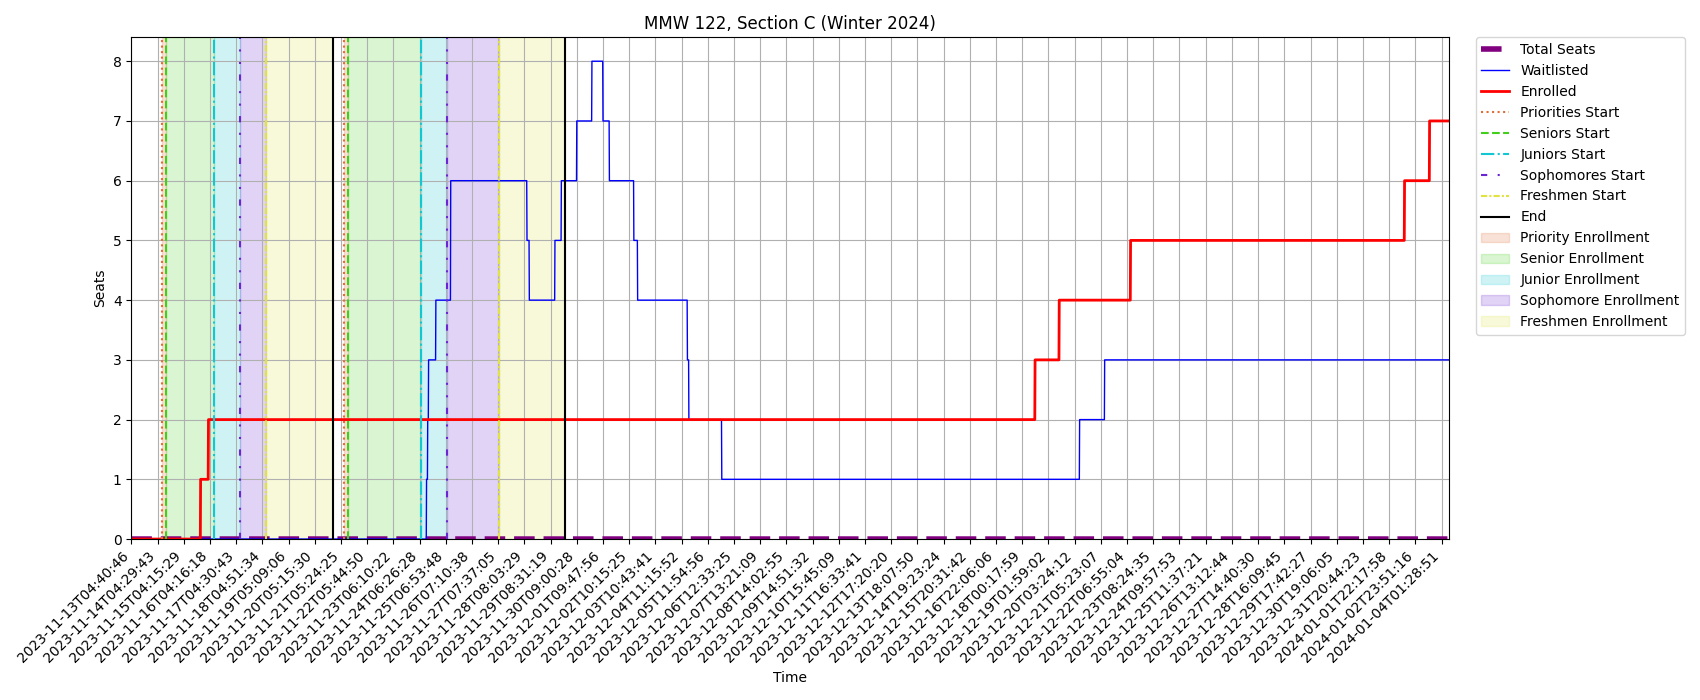 MMW 122, Section C (Winter 2024)
Seats
8
7
6
5
4
3
2
1
0
2023-11-13T04:40:46
2023-11-14T04:29:43
2023-11-15T04:15:29
2023-11-16T04:16:18
2023-11-17T04:30:43
2023-11-18T04:51:34
2023-11-19T05:09:06
2023-11-20T05:15:30
2023-11-21T05:24:25
2023-11-22T05:44:50
2023-11-23T06:10:22
2023-11-24T06:26:28
2023-11-25T06:53:48
2023-11-26T07:10:38
2023-11-27T07:37:05
2023-11-28T08:03:29
2023-11-29T08:31:19
2023-11-30T09:00:28
2023-12-01T09:47:56
2023-12-02T10:15:25
2023-12-03T10:43:41
2023-12-04T11:15:52
2023-12-05T11:54:56
2023-12-06T12:33:25
2023-12-07T13:21:09
2023-12-08T14:02:55
2023-12-09T14:51:32
2023-12-10T15:45:09
2023-12-11T16:33:41
2023-12-12T17:20:20
2023-12-13T18:07:50
2023-12-14T19:23:24
2023-12-15T20:31:42
2023-12-16T22:06:06
2023-12-18T00:17:59
2023-12-19T01:59:02
2023-12-20T03:24:12
2023-12-21T05:23:07
2023-12-22T06:55:04
2023-12-23T08:24:35
2023-12-24T09:57:53
2023-12-25T11:37:21
2023-12-26T13:12:44
2023-12-27T14:40:30
2023-12-28T16:09:45
2023-12-29T17:42:27
2023-12-30T19:06:05
2023-12-31T20:44:23
2024-01-01T22:17:58
2024-01-02T23:51:16
2024-01-04T01:28:51
Time
Total Seats
Waitlisted
Enrolled
Priorities Start
Seniors Start
Juniors Start
Sophomores Start
Freshmen Start
End
Priority Enrollment
Senior Enrollment
Junior Enrollment
Sophomore Enrollment
Freshmen Enrollment